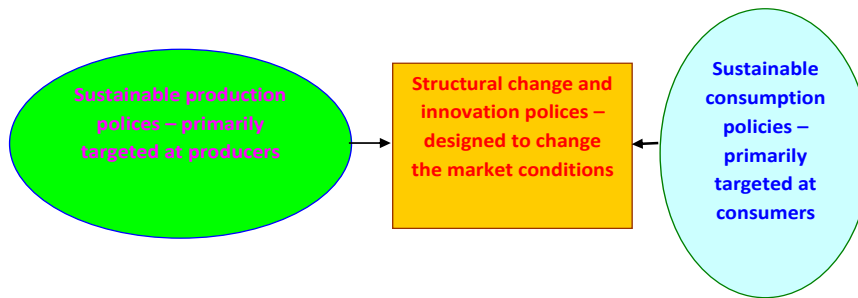 Sustainable production
polices – primarily
targeted at producers
Structural change and
innovation polices –
designed to change
the market conditions
Sustainable
consumption
policies –
primarily
targeted at
consumers